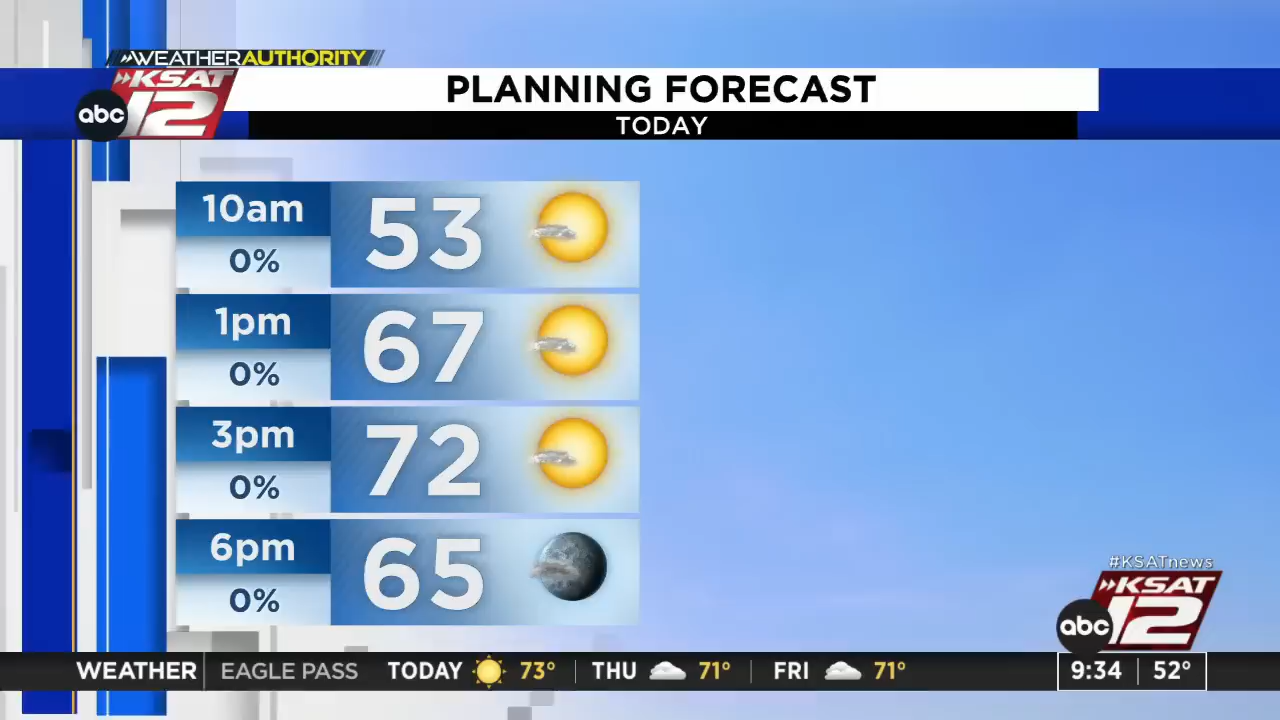 WEATHERAUTHORITY
KSAT
abc 12
PLANNING FORECAST
TODAY
10am 53
0%
1pm 67
0%
3pm 72
0%
6pm 65
0%
#KSATnews
KSAT
abc 12
WEATHER EAGLE PASS TODAY 73° THU 71° FRI 71° 9:34 52°